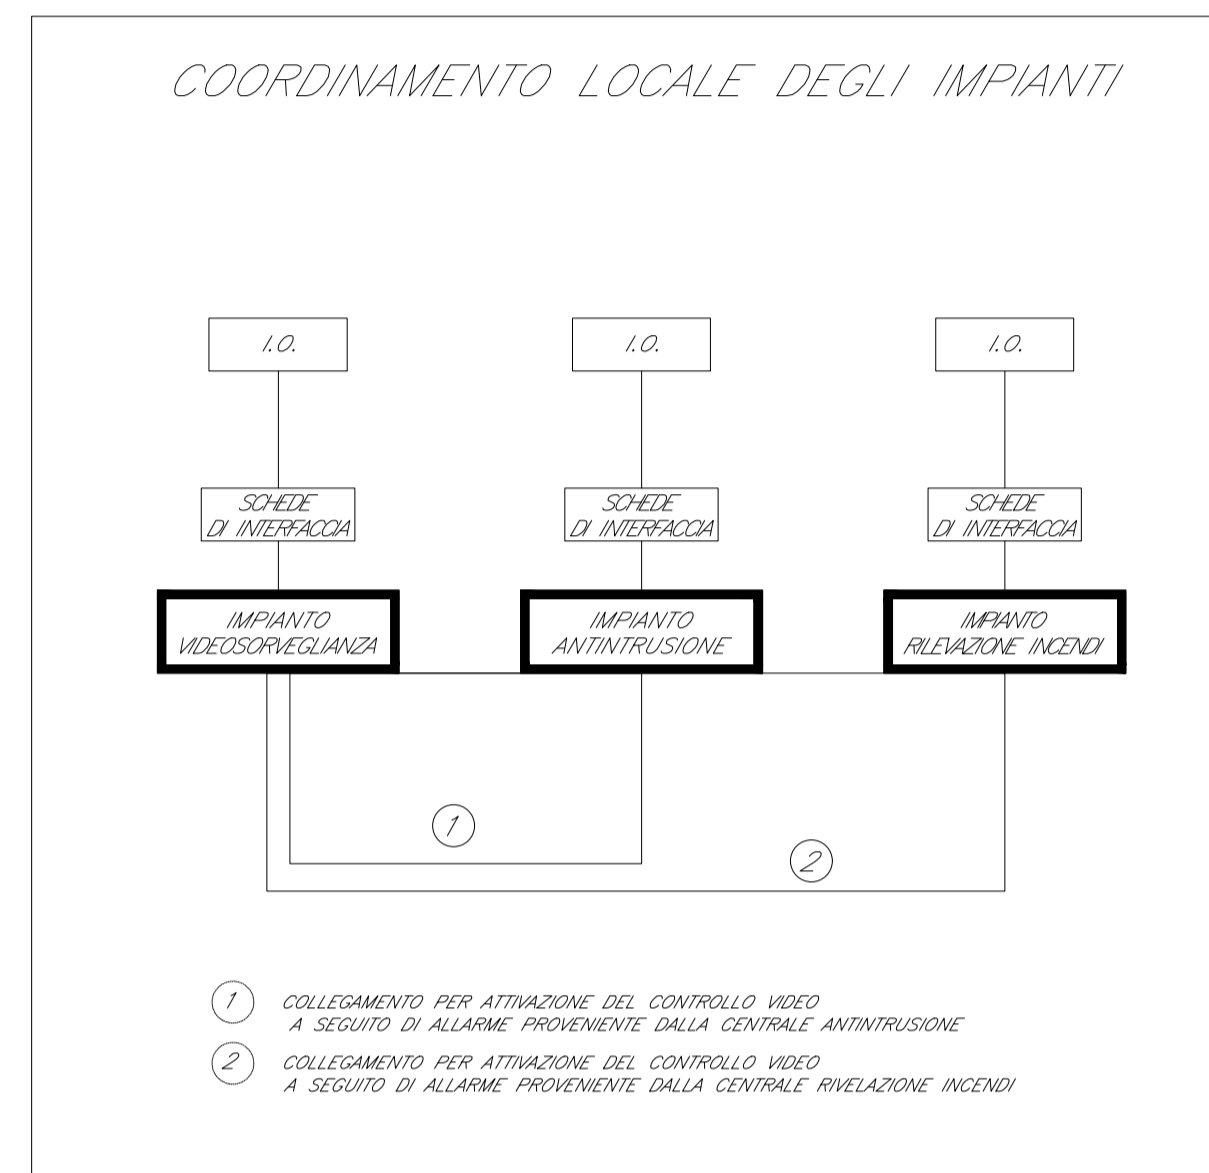 COORDINAMENTO LOCALE DEGLI IMPIANTI
I.O.
I.O.
I.O.
SCHEDE
DI INTERFACCIA
SCHEDE
DI INTERFACCIA
SCHEDE
DI INTERFACCIA
IMPIANTO
VIDEOSORVEGLIANZA
IMPIANTO
ANTINTRUSIONE
IMPIANTO
RILEVAZIONE INCENDI
1
2
1 COLLEGAMENTO PER ATTIVAZIONE DEL CONTROLLO VIDEO
A SEGUITO DI ALLARME PROVENIENTE DALLA CENTRALE ANTINTRUSIONE
2 COLLEGAMENTO PER ATTIVAZIONE DEL CONTROLLO VIDEO
A SEGUITO DI ALLARME PROVENIENTE DALLA CENTRALE RIVELAZIONE INCENDI